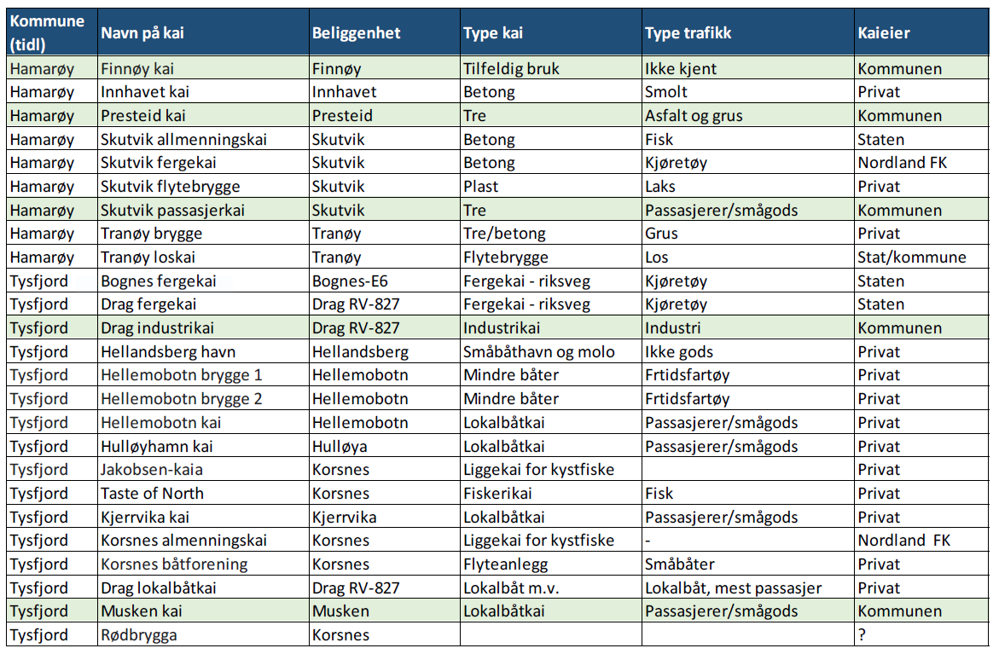 Kommune (tidl) Navn på kai Beliggenhet Type kai Type trafikk Kaieier
Hamarøy Finnøy kai Finnøy Tilfeldig bruk Ikke kjent Kommunen
Hamarøy Innhavet kai Innhavet Betong Smolt Privat
Hamarøy Presteid kai Presteid Tre Asfalt og grus Kommunen
Hamarøy Skutvik allmenningskai Skutvik Betong Fisk Staten
Hamarøy Skutvik fergekai Skutvik Betong Kjøretøy Nordland FK
Hamarøy Skutvik flytebrygge Skutvik Plast Laks Privat
Hamarøy Skutvik passasjerkai Skutvik Tre Passasjerer/smågods Kommunen
Hamarøy Tranøy brygge Tranøy Tre/betong Grus Privat
Hamarøy Tranøy loskai Tranøy Flytebrygge Los Stat/kommune
Tysfjord Bognes fergekai Bognes-E6 Fergekai - riksveg Kjøretøy Staten
Tysfjord Drag fergekai Drag RV-827 Fergekai - riksveg Kjøretøy Staten
Tysfjord Drag industrikai Drag RV-827 Industrikai Industri Kommunen
Tysfjord Hellandsberg havn Hellandsberg Småbåthavn og molo Ikke gods Privat
Tysfjord Hellemobotn brygge 1 Hellemobotn Mindre båter Frtidsfartøy Privat
Tysfjord Hellemobotn brygge 2 Hellemobotn Mindre båter Frtidsfartøy Privat
Tysfjord Hellemobotn kai Hellemobotn Lokalbåtkai Passasjerer/smågods Privat
Tysfjord Hulløyhamn kai Hulløya Lokalbåtkai Passasjerer/smågods Privat
Tysfjord Jakobsen-kaia Korsnes Liggekai for kystfiske Privat
Tysfjord Taste of North Korsnes Fiskerikai Fisk Privat
Tysfjord Kjerrvika kai Kjerrvika Lokalbåtkai Passasjerer/smågods Privat
Tysfjord Korsnes almenningskai Korsnes Liggekai for kystfiske - Nordland FK
Tysfjord Korsnes båtforening Korsnes Flyteanlegg Småbåter Privat
Tysfjord Drag lokalbåtkai Drag RV-827 Lokalbåt m.v. Lokalbåt, mest passasjer Privat
Tysfjord Musken kai Musken Lokalbåtkai Passasjerer/smågods Kommunen
Tysfjord Rødbrygga Korsnes ?